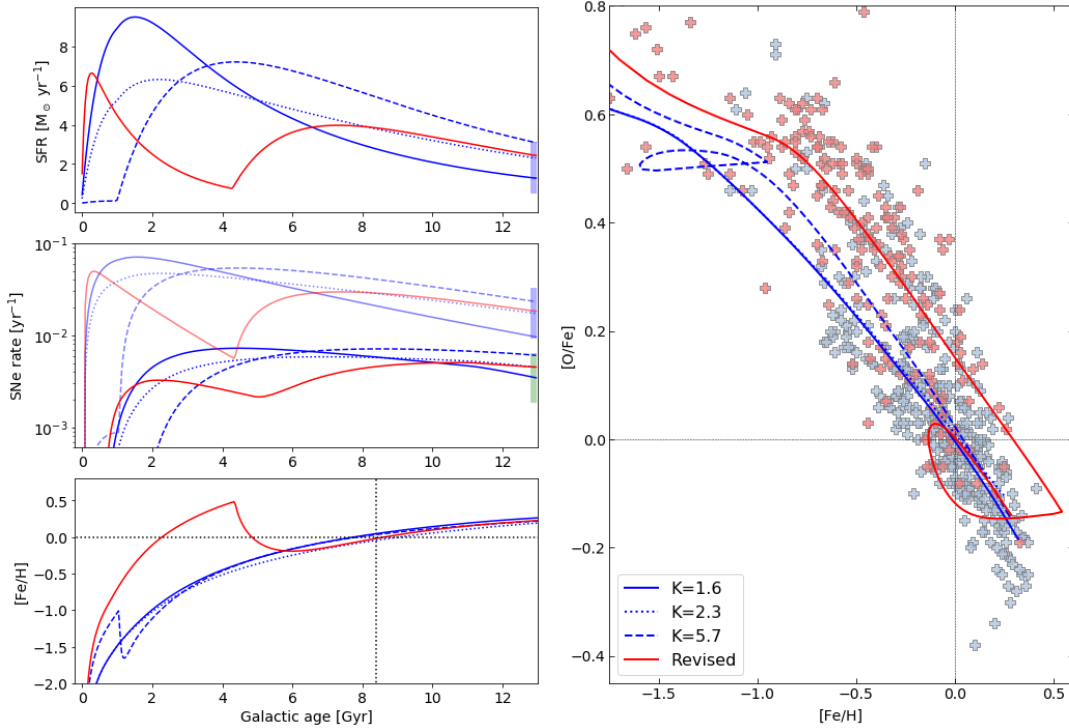 SFR [M⊙ yr⁻¹]
8
6
4
2
0
0 2 4 6 8 10 12
SNe rate [yr⁻¹]
10⁻¹
10⁻²
10⁻³
0 2 4 6 8 10 12
[Fe/H]
0.5
0.0
−0.5
−1.0
−1.5
−2.0
0 2 4 6 8 10 12
Galactic age [Gyr]
[O/Fe]
0.8
0.6
0.4
0.2
0.0
−0.2
−0.4
K=1.6
K=2.3
K=5.7
Revised
−1.5 −1.0 −0.5 0.0 0.5
[Fe/H]